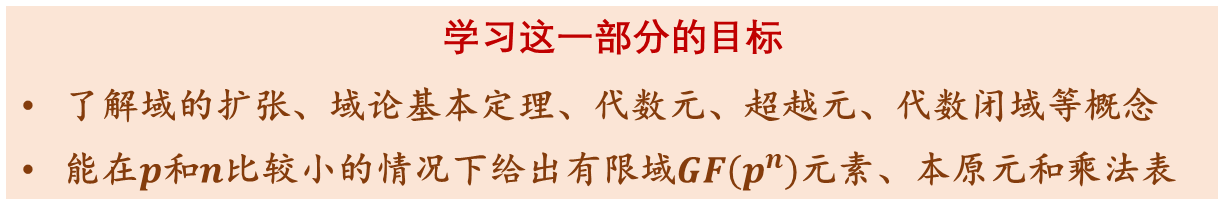 学习这一部分的目标
• 了解域的扩张、域论基本定理、代数元、超越元、代数闭域等概念
• 能在p和n比较小的情况下给出有限域GF(pⁿ)元素、本原元和乘法表